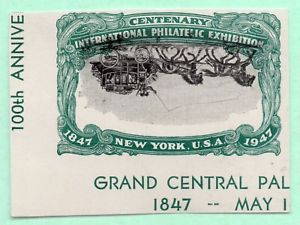 100th ANNIVE
CENTENARY
INTERNATIONAL PHILATELIC EXHIBITION
1847
NEW YORK, U.S.A
1947
GRAND CENTRAL PAL
1847 -- MAY 1